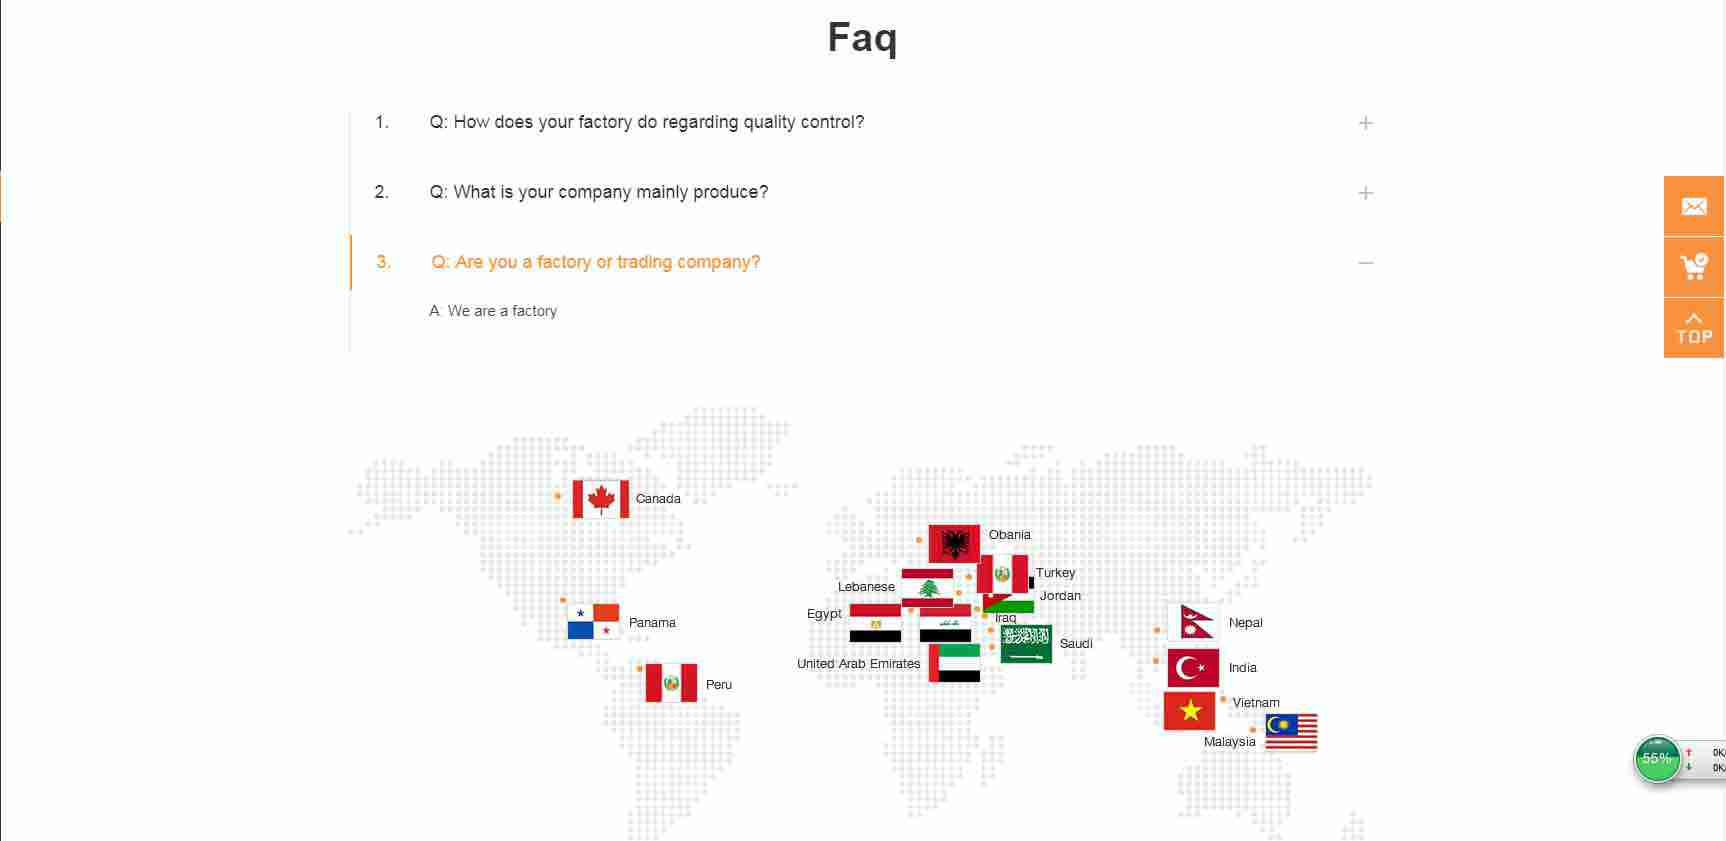 Faq
1. Q: How does your factory do regarding quality control? +
2. Q: What is your company mainly produce? +
3. Q: Are you a factory or trading company? −
A: We are a factory
TOP
Canada
Obania
Turkey
Lebanese
Jordan
Egypt
Iraq
Panama
Nepal
Saudi
United Arab Emirates
India
Peru
Vietnam
Malaysia
55%
0K
0K